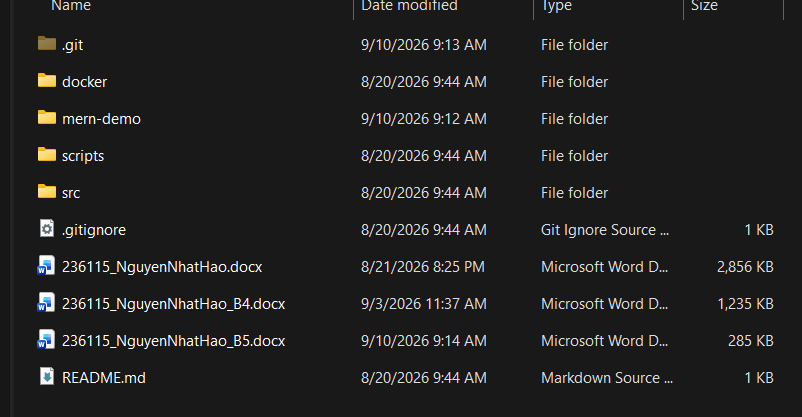 Name Date modified Type Size
.git 9/10/2026 9:13 AM File folder
docker 8/20/2026 9:44 AM File folder
mern-demo 9/10/2026 9:12 AM File folder
scripts 8/20/2026 9:44 AM File folder
src 8/20/2026 9:44 AM File folder
.gitignore 8/20/2026 9:44 AM Git Ignore Source ... 1 KB
236115_NguyenNhatHao.docx 8/21/2026 8:25 PM Microsoft Word D... 2,856 KB
236115_NguyenNhatHao_B4.docx 9/3/2026 11:37 AM Microsoft Word D... 1,235 KB
236115_NguyenNhatHao_B5.docx 9/10/2026 9:14 AM Microsoft Word D... 285 KB
README.md 8/20/2026 9:44 AM Markdown Source ... 1 KB